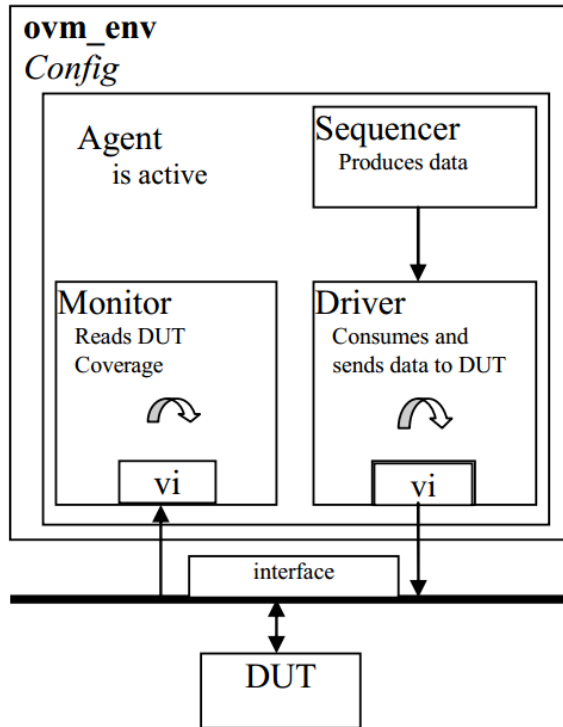 ovm_env
Config
Agent
is active
Sequencer
Produces data
Monitor
Reads DUT
Coverage
vi
Driver
Consumes and
sends data to DUT
vi
interface
DUT